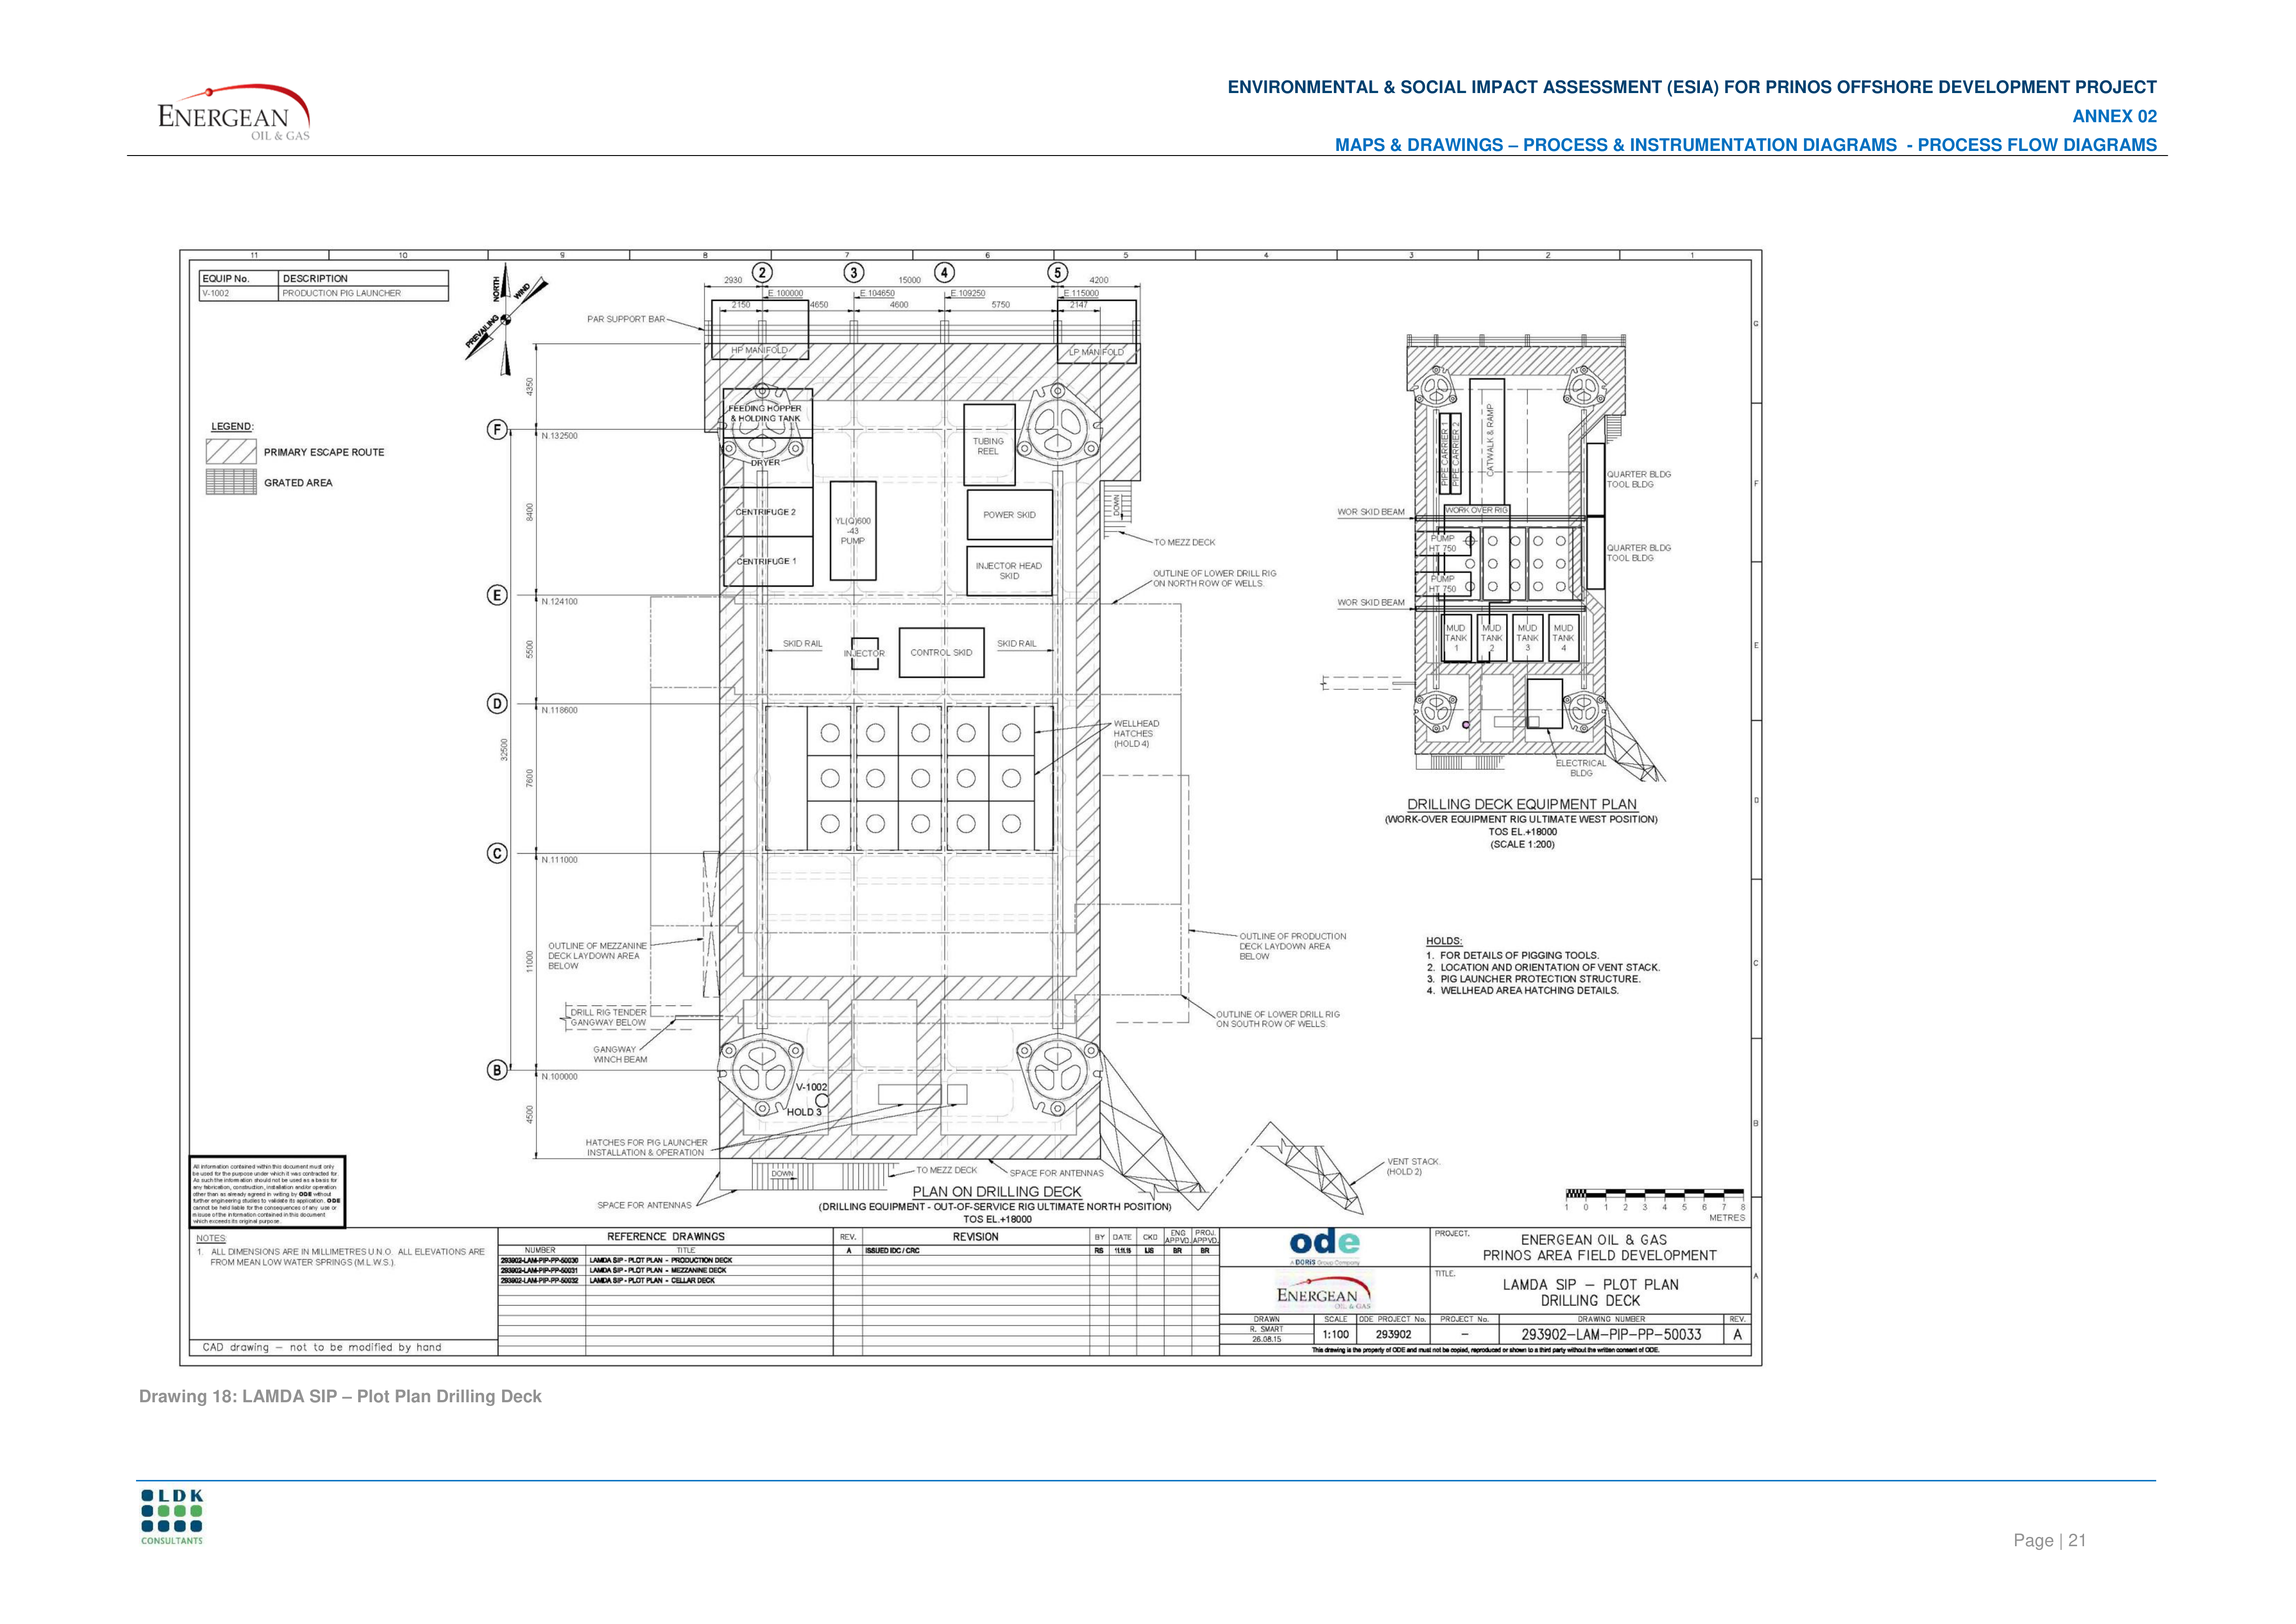 ENERGEAN
OIL & GAS
ENVIRONMENTAL & SOCIAL IMPACT ASSESSMENT (ESIA) FOR PRINOS OFFSHORE DEVELOPMENT PROJECT
ANNEX 02
MAPS & DRAWINGS – PROCESS & INSTRUMENTATION DIAGRAMS - PROCESS FLOW DIAGRAMS
11 10 9 8 7 6 5 4 3 2 1
EQUIP No. DESCRIPTION
V-1002 PRODUCTION PIG LAUNCHER
NORTH
WIND
PREVAILING
LEGEND:
PRIMARY ESCAPE ROUTE
GRATED AREA
2 3 4 5
2930 15000 4200
E.100000 E.104650 E.109250 E.115000
2150 4650 4600 5750 2147
PAR SUPPORT BAR
HP MANIFOLD
LP MANIFOLD
4350
FEEDING HOPPER
& HOLDING TANK
DRYER
F
N.132500
TUBING
REEL
CENTRIFUGE 2
CENTRIFUGE 1
YL(Q)600
-43
PUMP
POWER SKID
INJECTOR HEAD
SKID
DOWN
TO MEZZ DECK
8400
OUTLINE OF LOWER DRILL RIG
ON NORTH ROW OF WELLS.
E
N.124100
SKID RAIL
INJECTOR
CONTROL SKID
SKID RAIL
5500
D
N.118600
WELLHEAD
HATCHES
(HOLD 4)
32500
7600
C
N.111000
OUTLINE OF MEZZANINE
DECK LAYDOWN AREA
BELOW
11000
OUTLINE OF PRODUCTION
DECK LAYDOWN AREA
BELOW
DRILL RIG TENDER
GANGWAY BELOW
GANGWAY
WINCH BEAM
OUTLINE OF LOWER DRILL RIG
ON SOUTH ROW OF WELLS.
B
N.100000
V-1002
HOLD 3
4500
HATCHES FOR PIG LAUNCHER
INSTALLATION & OPERATION
DOWN
TO MEZZ DECK
SPACE FOR ANTENNAS
SPACE FOR ANTENNAS
VENT STACK.
(HOLD 2)
PLAN ON DRILLING DECK
(DRILLING EQUIPMENT - OUT-OF-SERVICE RIG ULTIMATE NORTH POSITION)
TOS EL.+18000
PIPE CARRIER 1
PIPE CARRIER 2
CATWALK & RAMP
QUARTER BLDG
TOOL BLDG
WOR SKID BEAM
WORK OVER RIG
PUMP
HT 750
QUARTER BLDG
TOOL BLDG
PUMP
HT 750
WOR SKID BEAM
MUD MUD MUD MUD
TANK TANK TANK TANK
1 2 3 4
ELECTRICAL
BLDG
DRILLING DECK EQUIPMENT PLAN
(WORK-OVER EQUIPMENT RIG ULTIMATE WEST POSITION)
TOS EL.+18000
(SCALE 1:200)
HOLDS:
1. FOR DETAILS OF PIGGING TOOLS.
2. LOCATION AND ORIENTATION OF VENT STACK.
3. PIG LAUNCHER PROTECTION STRUCTURE.
4. WELLHEAD AREA HATCHING DETAILS.
G
F
E
D
C
B
A
1 0 1 2 3 4 5 6 7 8
METRES
All information contained within this document must only
be used for the purpose under which it was contracted for.
As such the information should not be used as a basis for
any fabrication, construction, installation and/or operation
other than as already agreed in writing by ODE without
further engineering studies to validate its application. ODE
cannot be held liable for the consequences of any use or
misuse of the information contained in this document
which exceeds its original purpose.
NOTES:
1. ALL DIMENSIONS ARE IN MILLIMETRES U.N.O. ALL ELEVATIONS ARE
FROM MEAN LOW WATER SPRINGS (M.L.W.S.).
CAD drawing – not to be modified by hand
REFERENCE DRAWINGS
NUMBER TITLE
293902-LAM-PIP-PP-50030 LAMDA SIP - PLOT PLAN - PRODUCTION DECK
293902-LAM-PIP-PP-50031 LAMDA SIP - PLOT PLAN - MEZZANINE DECK
293902-LAM-PIP-PP-50032 LAMDA SIP - PLOT PLAN - CELLAR DECK
REV. REVISION BY DATE CKD ENG APPVD. PROJ. APPVD.
A ISSUED IDC / CRC RS 11.11.15 LIS BR BR
ode
A DORIS Group Company
ENERGEAN
OIL & GAS
PROJECT.
ENERGEAN OIL & GAS
PRINOS AREA FIELD DEVELOPMENT
TITLE.
LAMDA SIP – PLOT PLAN
DRILLING DECK
DRAWN SCALE ODE PROJECT No. PROJECT No. DRAWING NUMBER REV.
R. SMART
26.08.15
1:100 293902 – 293902-LAM-PIP-PP-50033 A
This drawing is the property of ODE and must not be copied, reproduced or shown to a third party without the written consent of ODE.
Drawing 18: LAMDA SIP – Plot Plan Drilling Deck
LDK
CONSULTANTS
Page | 21